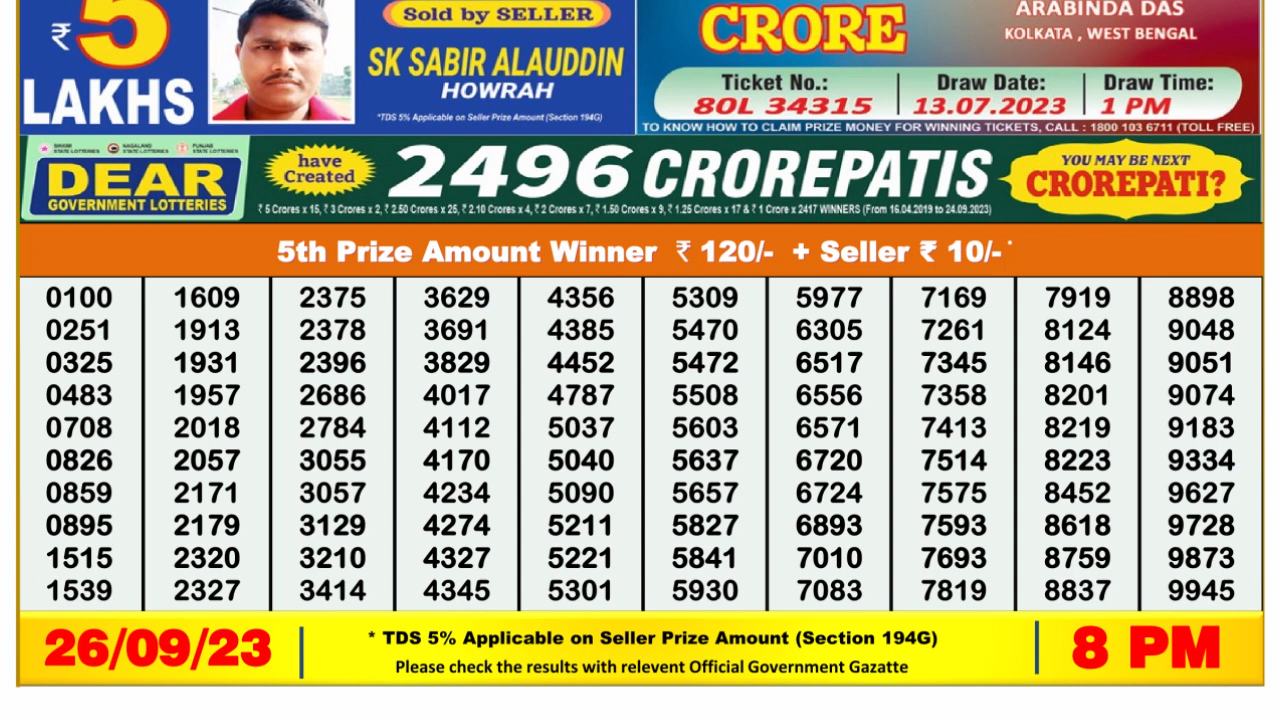 ₹ 5
LAKHS
Sold by SELLER
SK SABIR ALAUDDIN
HOWRAH
*TDS 5% Applicable on Seller Prize Amount (Section 194G)
CRORE
ARABINDA DAS
KOLKATA , WEST BENGAL
Ticket No.: Draw Date: Draw Time:
80L 34315 13.07.2023 1 PM
TO KNOW HOW TO CLAIM PRIZE MONEY FOR WINNING TICKETS, CALL : 1800 103 6711 (TOLL FREE)
SIKKIM STATE LOTTERIES NAGALAND STATE LOTTERIES PUNJAB STATE LOTTERIES
DEAR
GOVERNMENT LOTTERIES
have Created
2496 CROREPATIS
₹ 5 Crores x 15, ₹ 3 Crores x 2, ₹ 2.50 Crores x 25, ₹ 2.10 Crores x 4, ₹ 2 Crores x 7, ₹ 1.50 Crores x 9, ₹ 1.25 Crores x 17 & ₹ 1 Crore x 2417 WINNERS (From 16.04.2019 to 24.09.2023)
YOU MAY BE NEXT
CROREPATI?
5th Prize Amount Winner ₹ 120/- + Seller ₹ 10/-*
0100 1609 2375 3629 4356 5309 5977 7169 7919 8898
0251 1913 2378 3691 4385 5470 6305 7261 8124 9048
0325 1931 2396 3829 4452 5472 6517 7345 8146 9051
0483 1957 2686 4017 4787 5508 6556 7358 8201 9074
0708 2018 2784 4112 5037 5603 6571 7413 8219 9183
0826 2057 3055 4170 5040 5637 6720 7514 8223 9334
0859 2171 3057 4234 5090 5657 6724 7575 8452 9627
0895 2179 3129 4274 5211 5827 6893 7593 8618 9728
1515 2320 3210 4327 5221 5841 7010 7693 8759 9873
1539 2327 3414 4345 5301 5930 7083 7819 8837 9945
26/09/23
* TDS 5% Applicable on Seller Prize Amount (Section 194G)
Please check the results with relevent Official Government Gazatte
8 PM